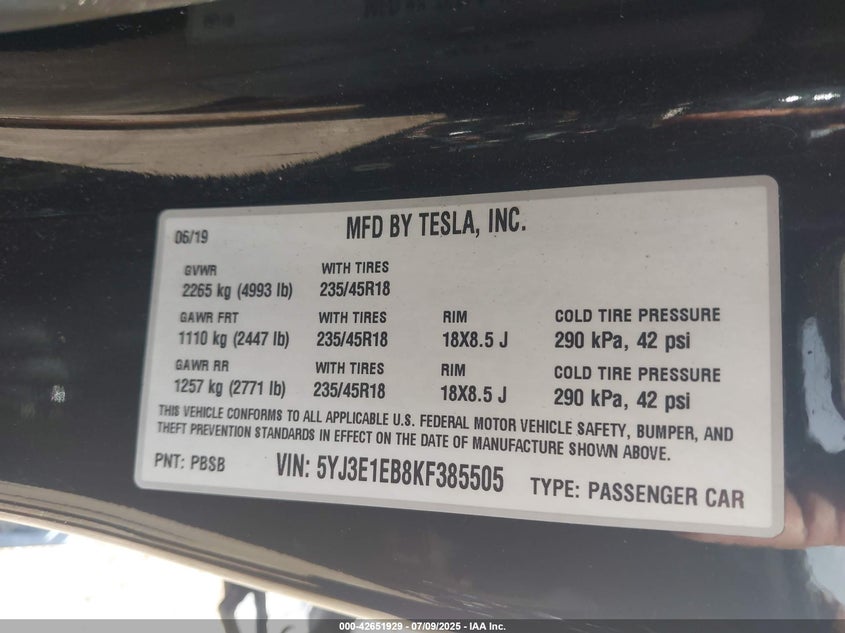 06/19 MFD BY TESLA, INC.
GVWR WITH TIRES
2265 kg (4993 lb) 235/45R18
GAWR FRT WITH TIRES RIM COLD TIRE PRESSURE
1110 kg (2447 lb) 235/45R18 18X8.5 J 290 kPa, 42 psi
GAWR RR WITH TIRES RIM COLD TIRE PRESSURE
1257 kg (2771 lb) 235/45R18 18X8.5 J 290 kPa, 42 psi
THIS VEHICLE CONFORMS TO ALL APPLICABLE U.S. FEDERAL MOTOR VEHICLE SAFETY, BUMPER, AND
THEFT PREVENTION STANDARDS IN EFFECT ON THE DATE OF MANUFACTURE SHOWN ABOVE.
PNT: PBSB VIN: 5YJ3E1EB8KF385505 TYPE: PASSENGER CAR
000-42651929 - 07/09/2025 - IAA Inc.